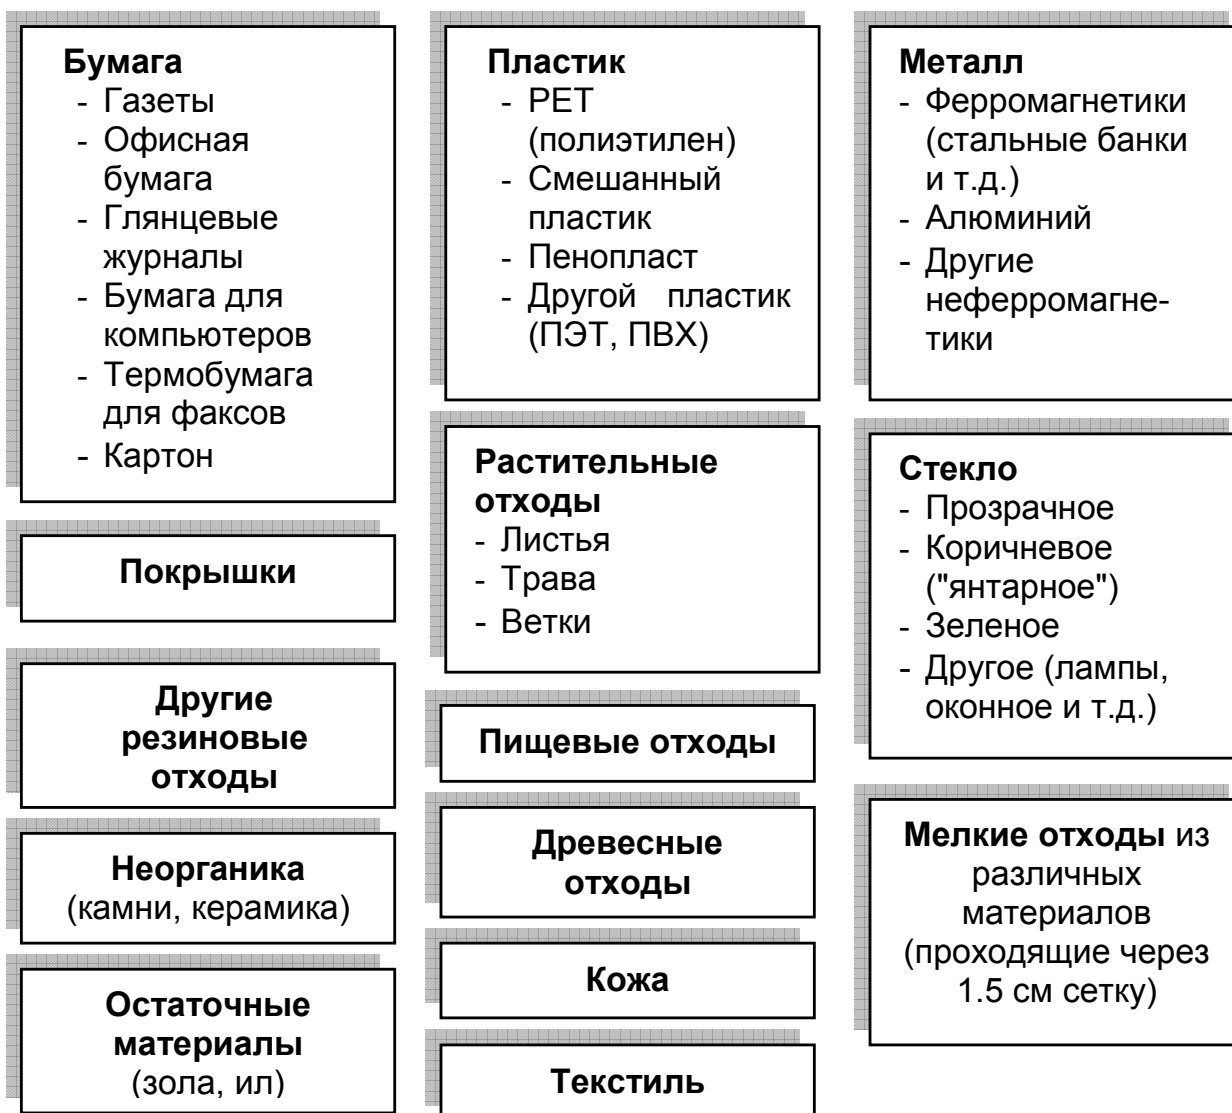 Бумага
- Газеты
- Офисная
бумага
- Глянцевые
журналы
- Бумага для
компьютеров
- Термобумага
для факсов
- Картон
Покрышки
Другие
резиновые
отходы
Неорганика
(камни, керамика)
Остаточные
материалы
(зола, ил)
Пластик
- PET
(полиэтилен)
- Смешанный
пластик
- Пенопласт
- Другой пластик
(ПЭТ, ПВХ)
Растительные
отходы
- Листья
- Трава
- Ветки
Пищевые отходы
Древесные
отходы
Кожа
Текстиль
Металл
- Ферромагнетики
(стальные банки
и т.д.)
- Алюминий
- Другие
неферромагне-
тики
Стекло
- Прозрачное
- Коричневое
("янтарное")
- Зеленое
- Другое (лампы,
оконное и т.д.)
Мелкие отходы из
различных
материалов
(проходящие через
1.5 см сетку)